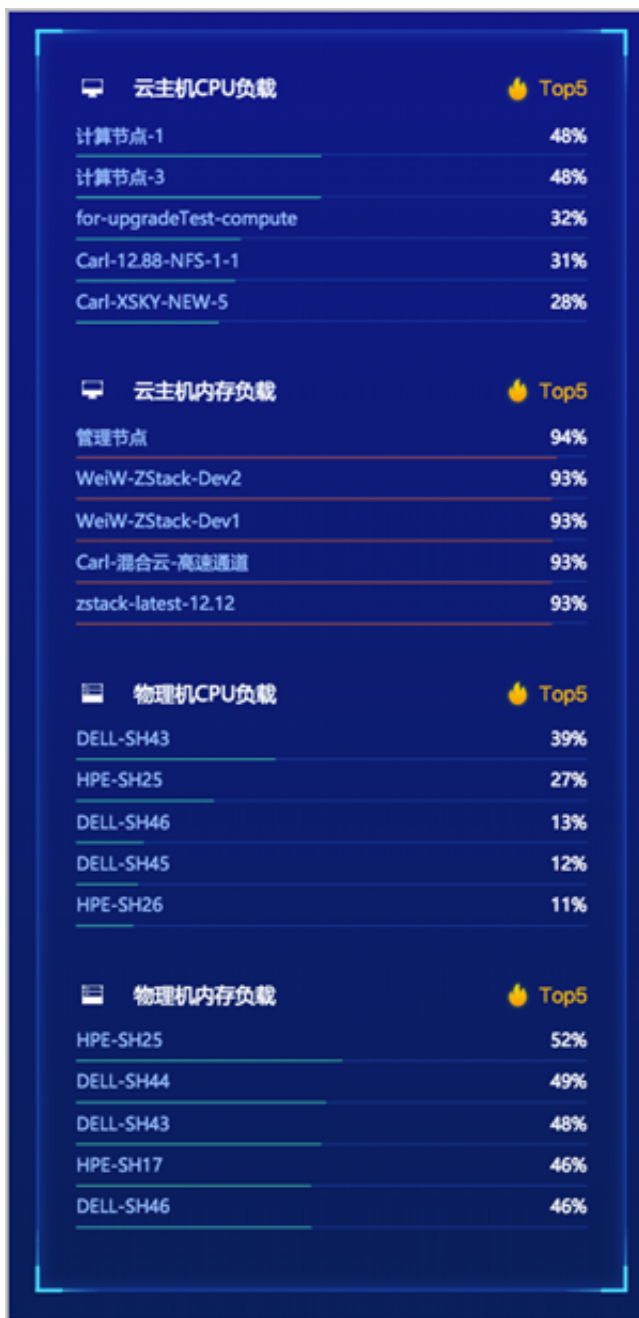 云主机CPU负载 Top5
计算节点-1 48%
计算节点-3 48%
for-upgradeTest-compute 32%
Carl-12.88-NFS-1-1 31%
Carl-XSKY-NEW-5 28%
云主机内存负载 Top5
管理节点 94%
WeiW-ZStack-Dev2 93%
WeiW-ZStack-Dev1 93%
Carl-混合云-高速通道 93%
zstack-latest-12.12 93%
物理机CPU负载 Top5
DELL-SH43 39%
HPE-SH25 27%
DELL-SH46 13%
DELL-SH45 12%
HPE-SH26 11%
物理机内存负载 Top5
HPE-SH25 52%
DELL-SH44 49%
DELL-SH43 48%
HPE-SH17 46%
DELL-SH46 46%